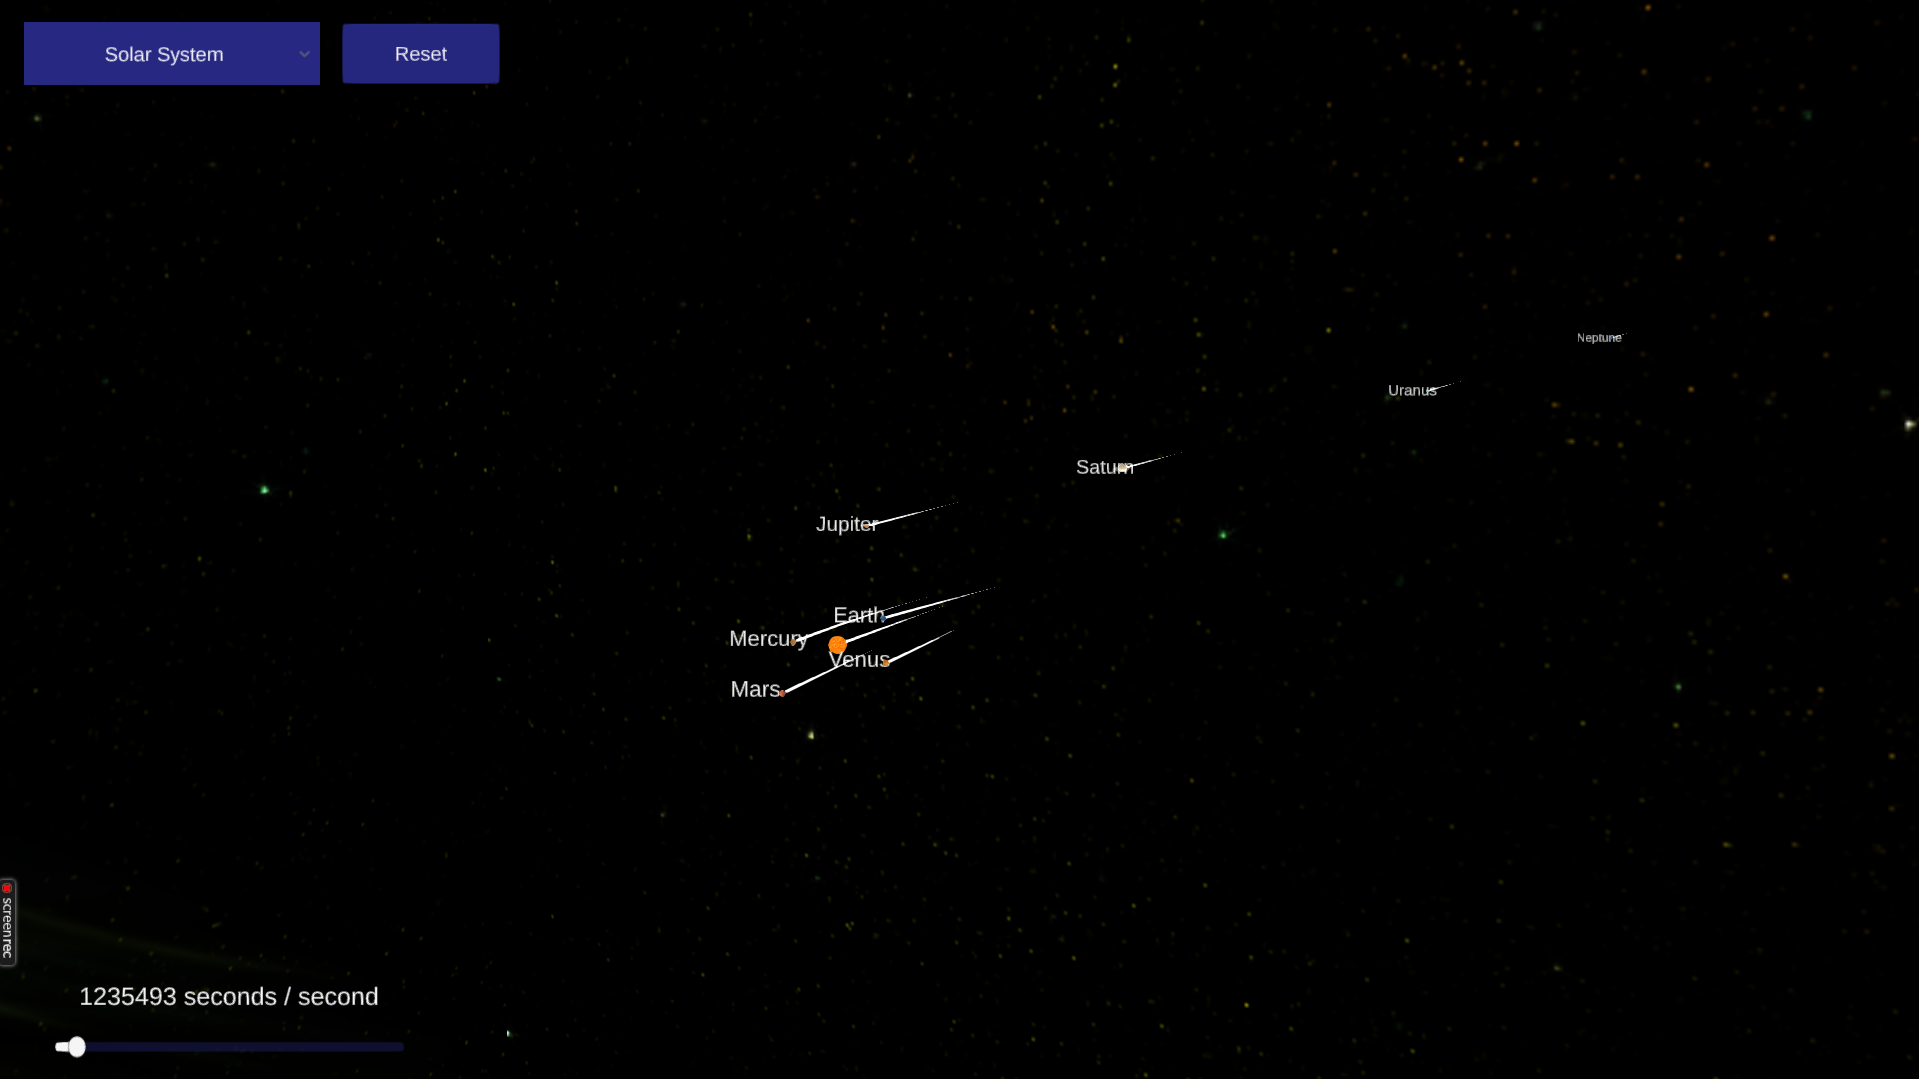 Solar System
Reset
Neptune
Uranus
Saturn
Jupiter
Earth
Mercury
Venus
Mars
screenrec
1235493 seconds / second